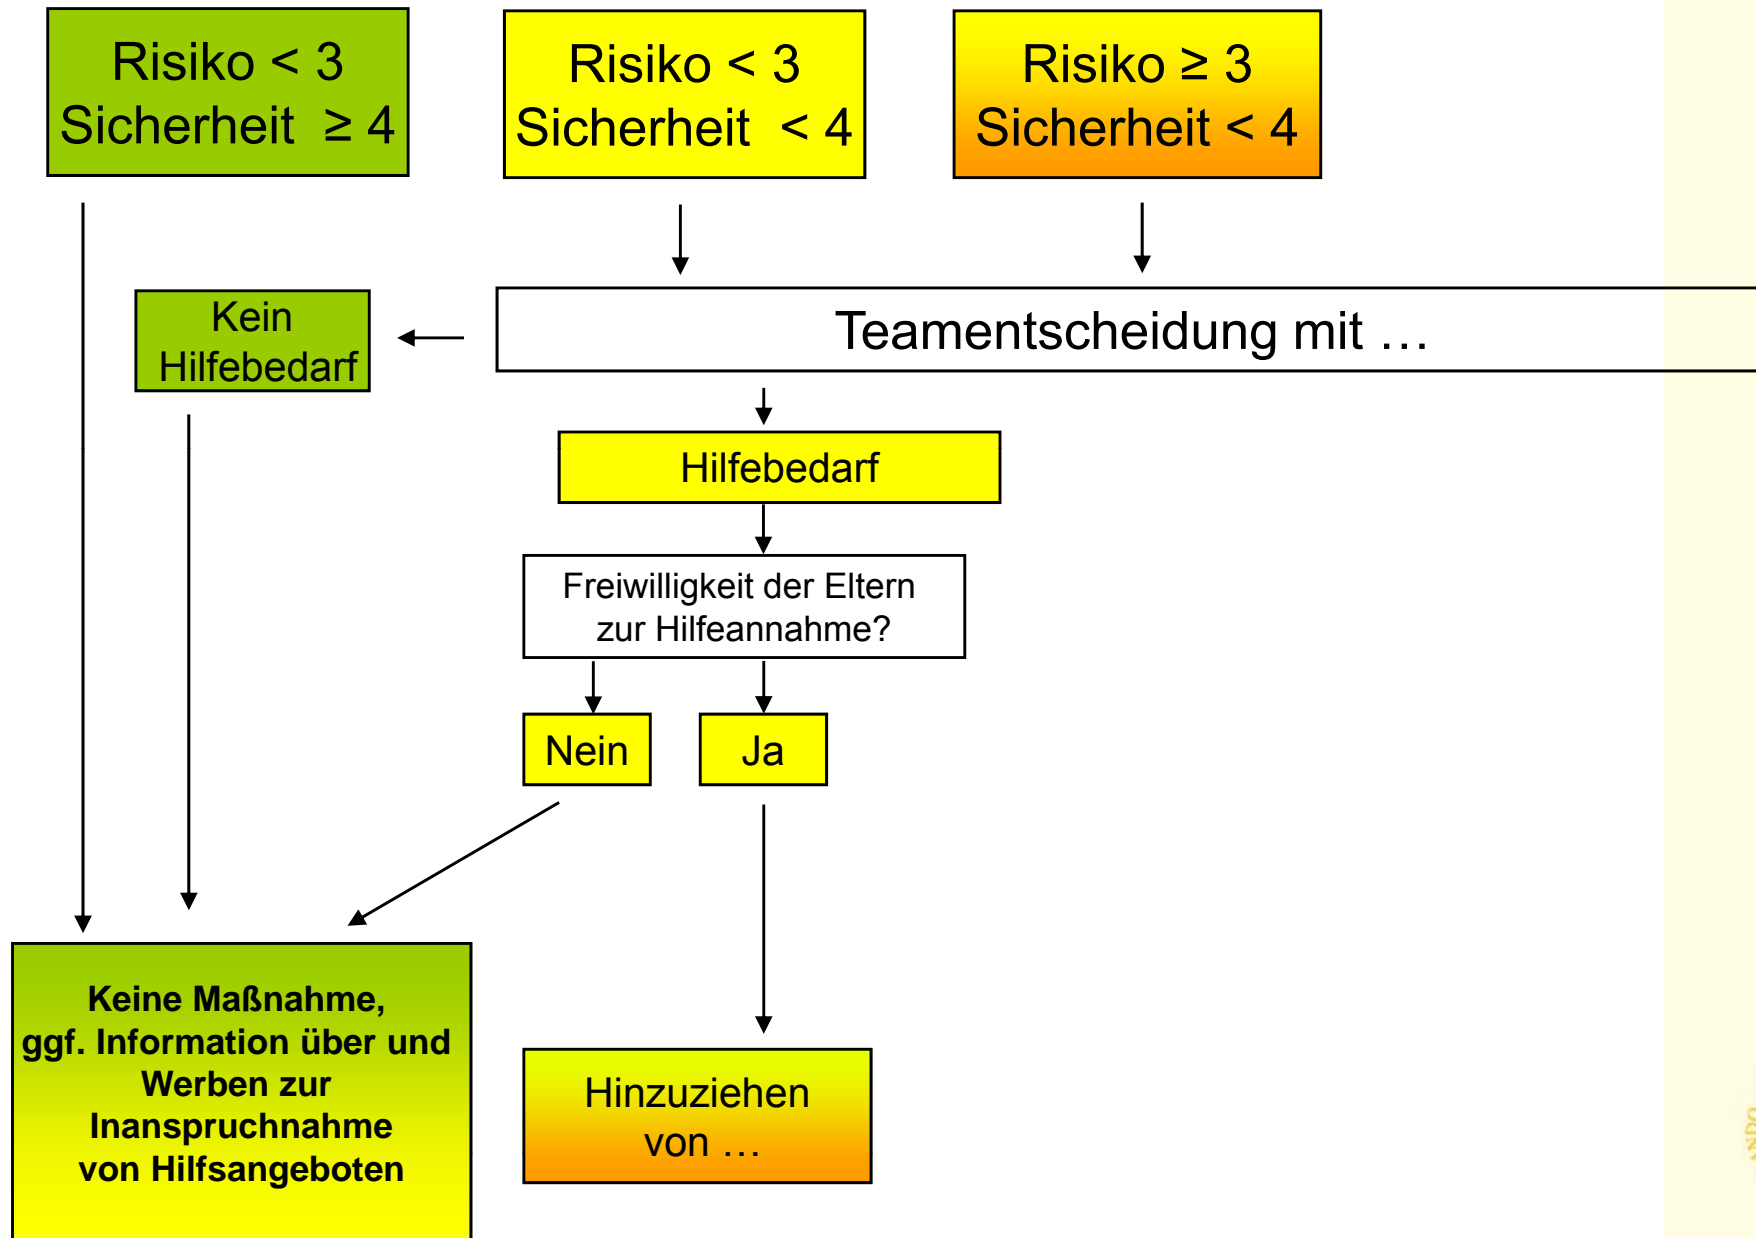 Risiko < 3
Sicherheit ≥ 4
Risiko < 3
Sicherheit < 4
Risiko ≥ 3
Sicherheit < 4
Teamentscheidung mit …
Kein
Hilfebedarf
Hilfebedarf
Freiwilligkeit der Eltern
zur Hilfeannahme?
Nein
Ja
Keine Maßnahme,
ggf. Information über und
Werben zur
Inanspruchnahme
von Hilfsangeboten
Hinzuziehen
von …